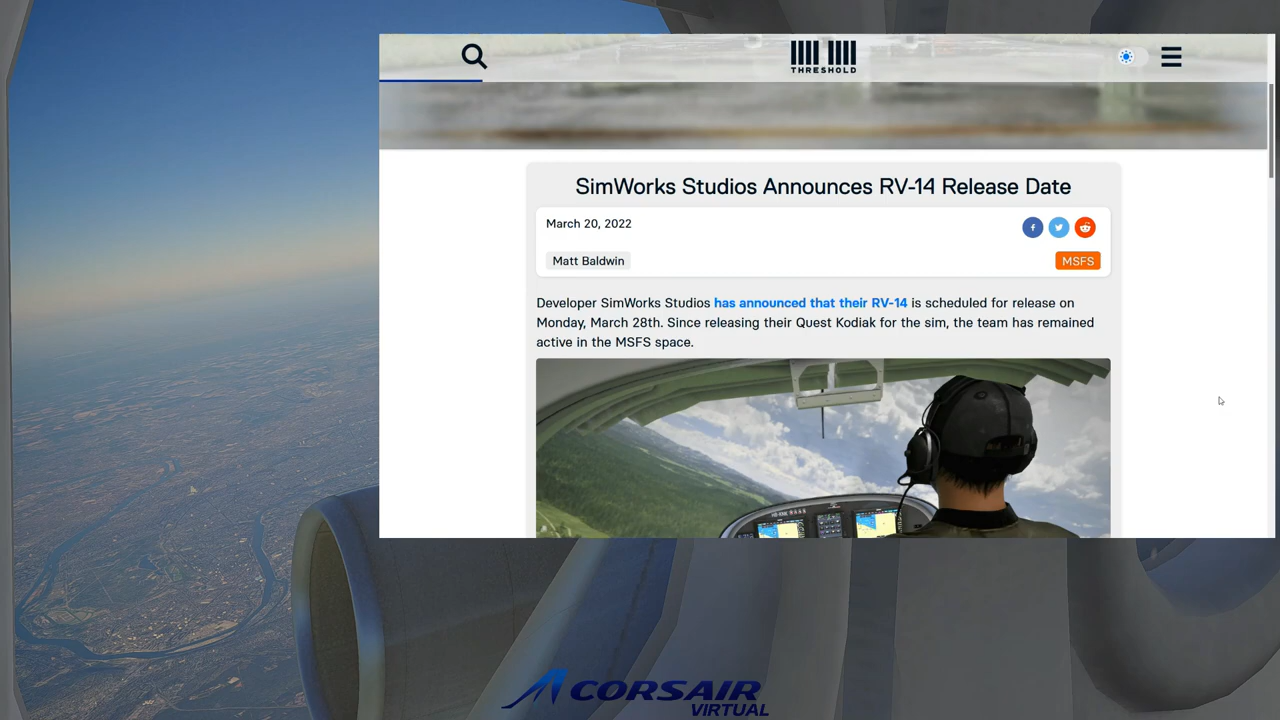 THRESHOLD
SimWorks Studios Announces RV-14 Release Date
March 20, 2022
Matt Baldwin
MSFS
Developer SimWorks Studios has announced that their RV-14 is scheduled for release on
Monday, March 28th. Since releasing their Quest Kodiak for the sim, the team has remained
active in the MSFS space.
CORSAIR
VIRTUAL